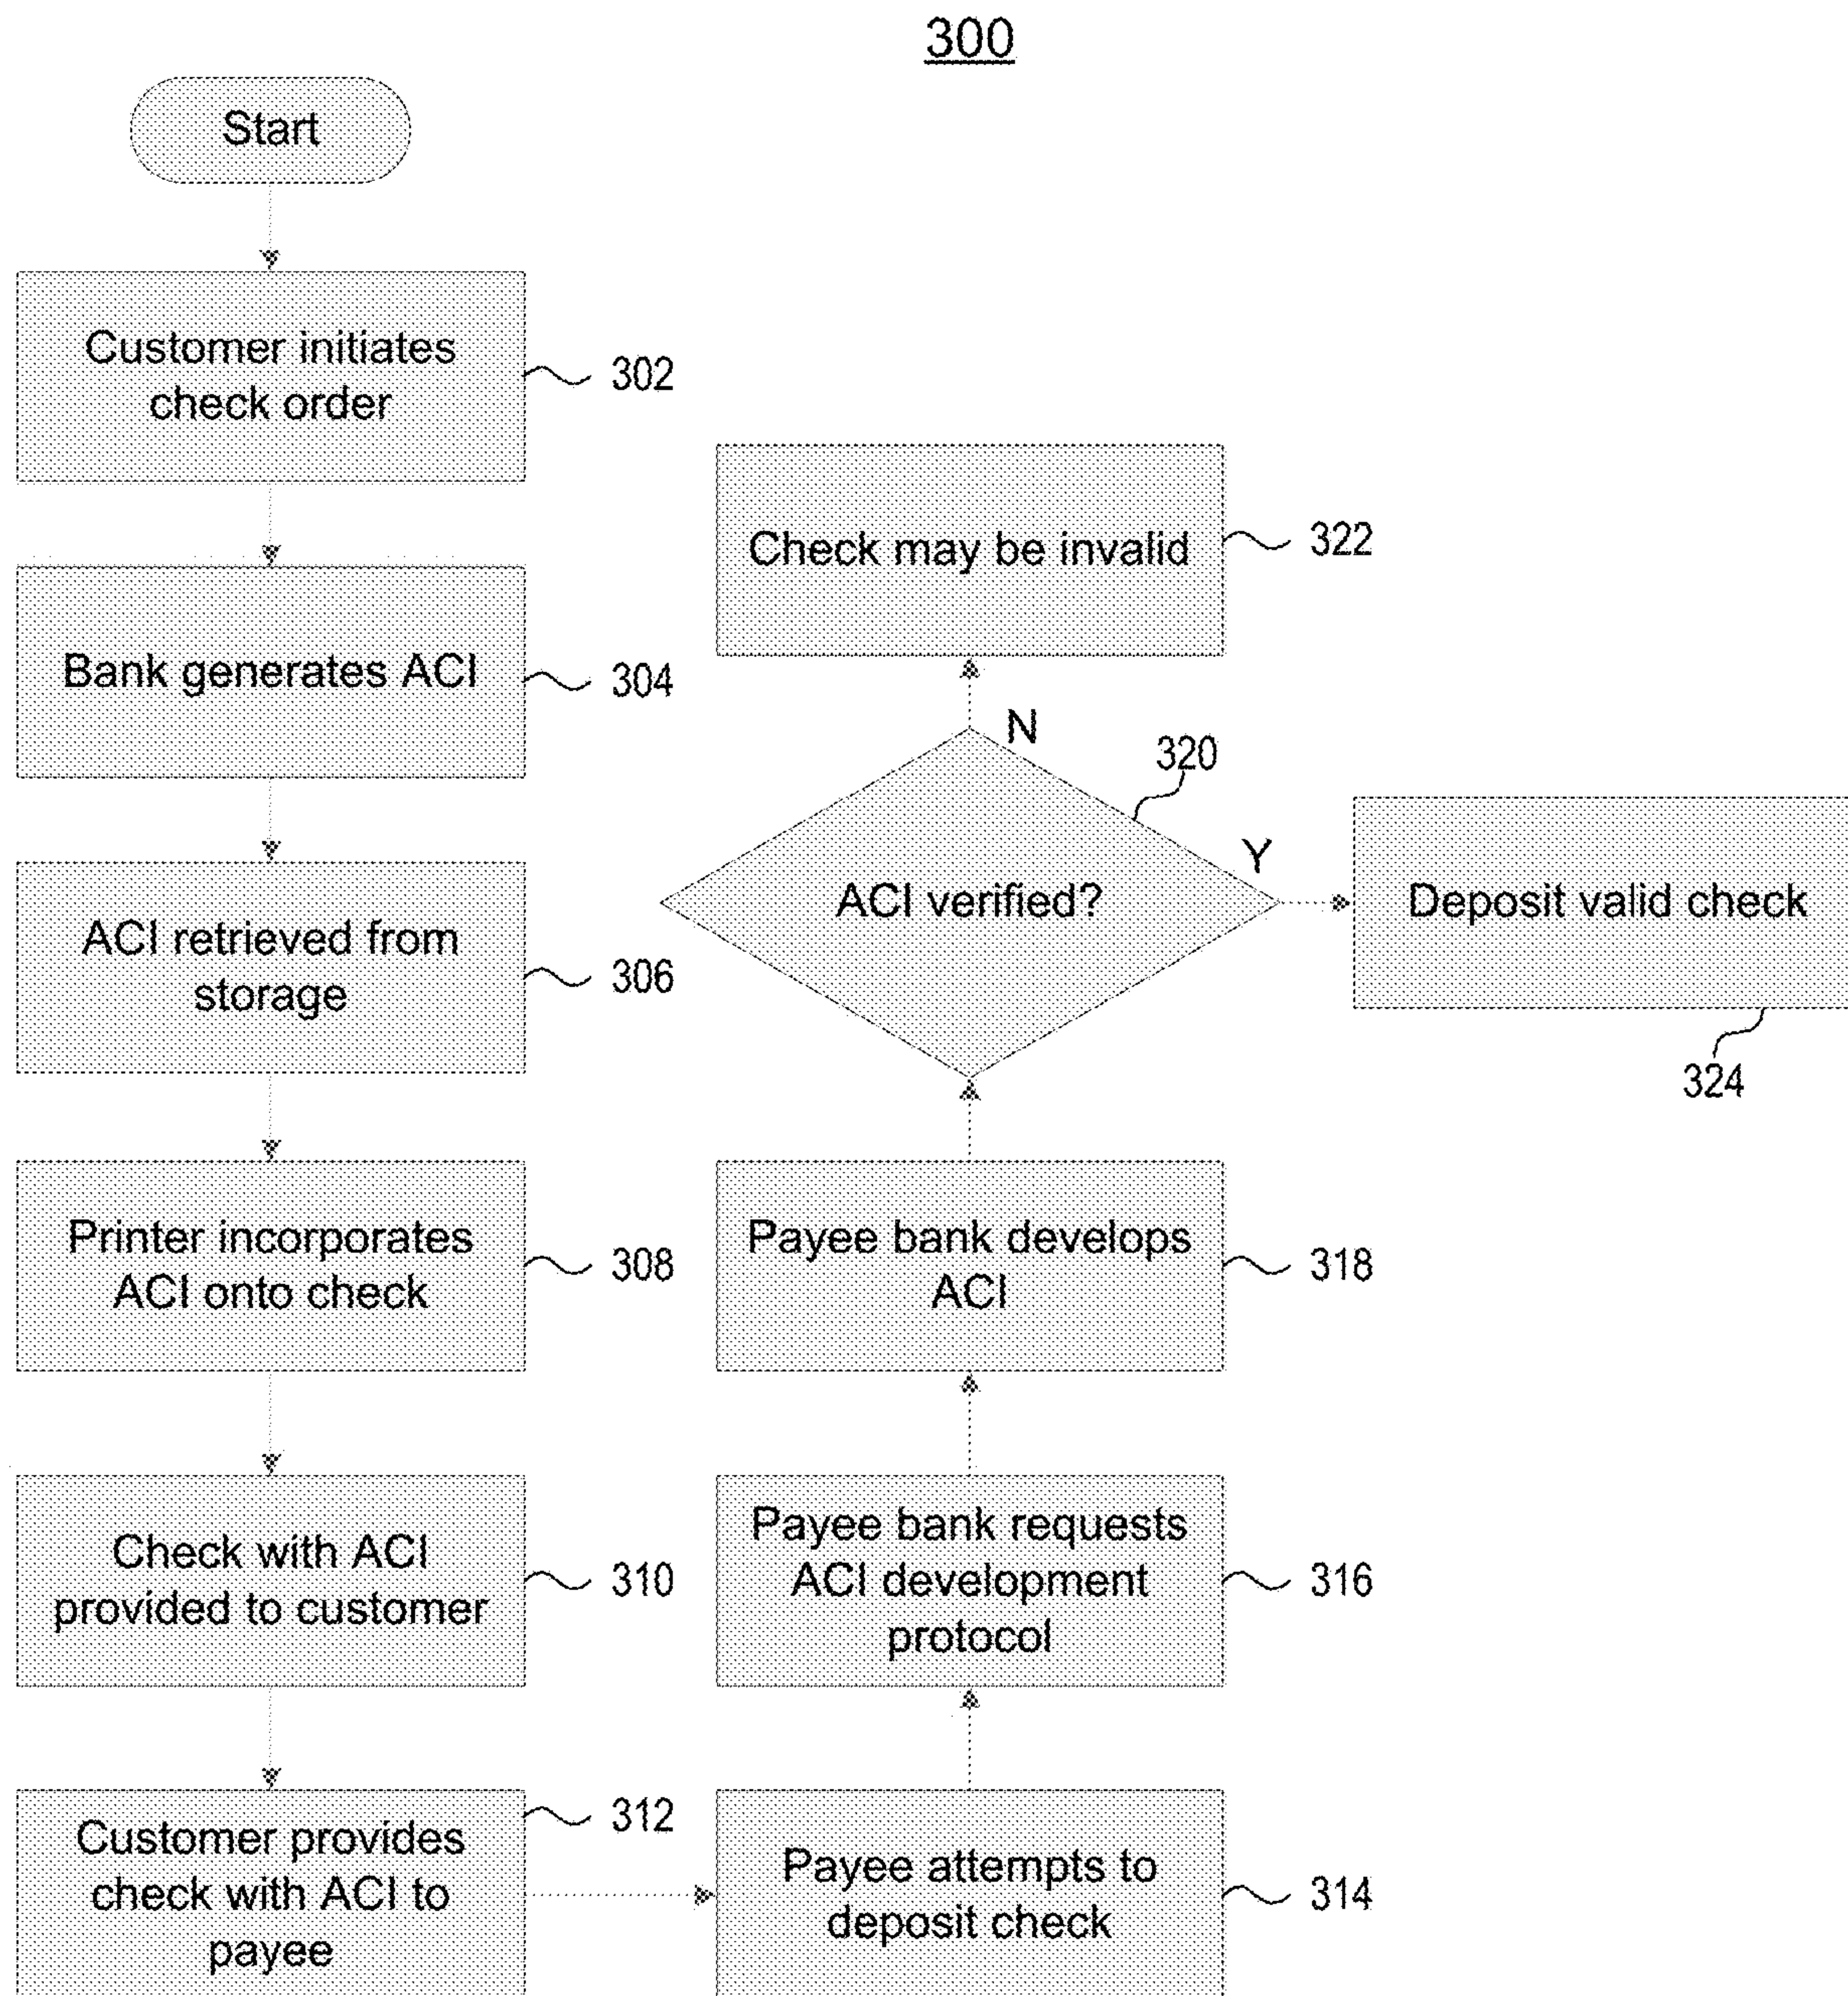 300
Start
Customer initiates
check order
302
Bank generates ACI
304
ACI retrieved from
storage
306
Printer incorporates
ACI onto check
308
Check with ACI
provided to customer
310
Customer provides
check with ACI to
payee
312
Payee attempts to
deposit check
314
Payee bank requests
ACI development
protocol
316
Payee bank develops
ACI
318
ACI verified?
320
N
Check may be invalid
322
Y
Deposit valid check
324